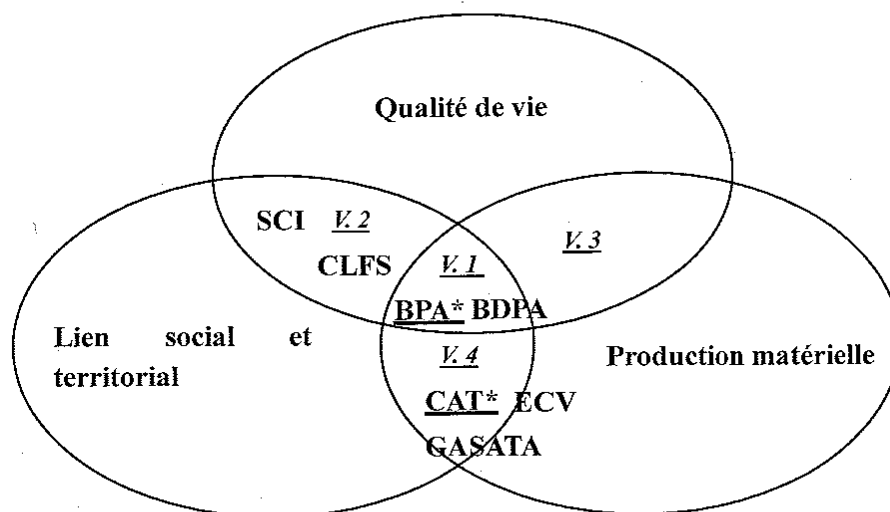 Qualité de vie
SCI V. 2
V. 3
CLFS V. 1
BPA* BDPA
Lien social et
territorial
V. 4
Production matérielle
CAT* ECV
GASATA